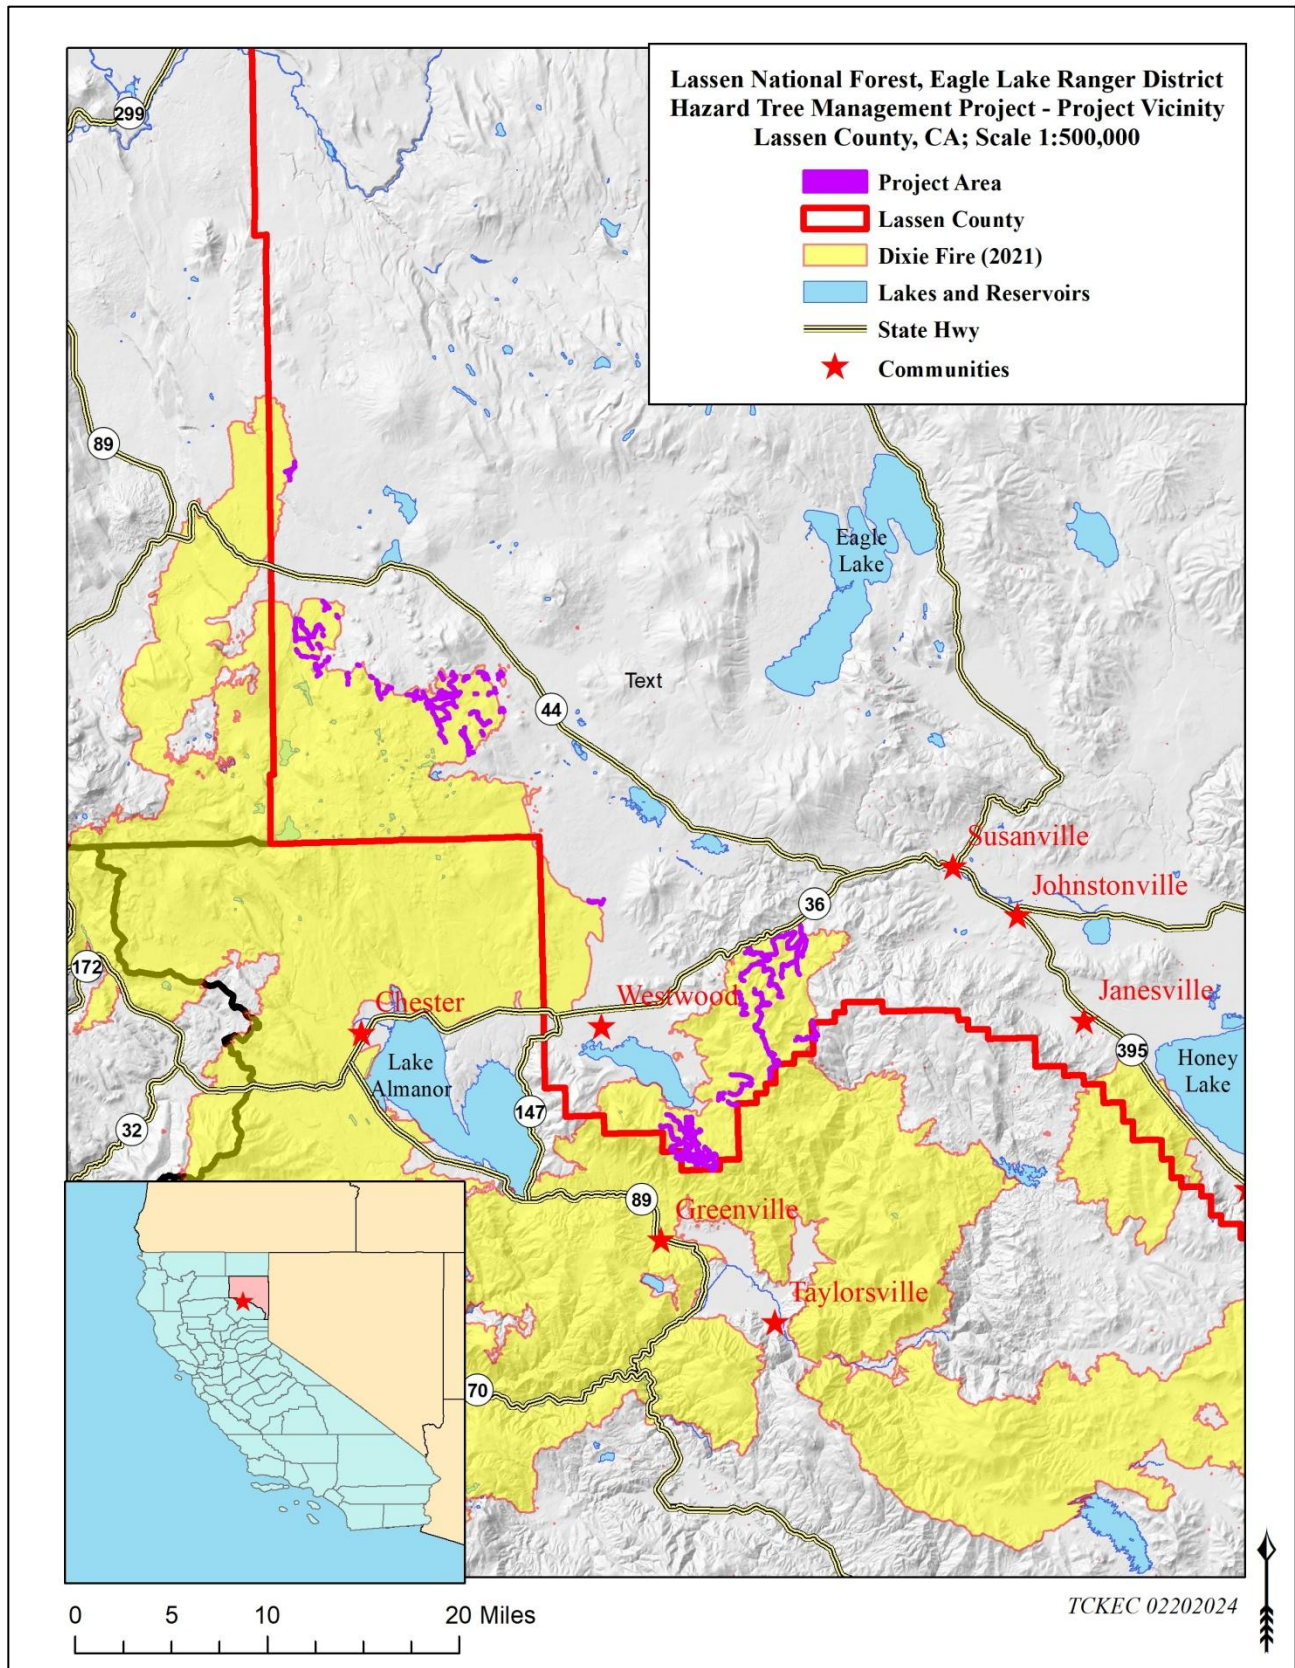 Lassen National Forest, Eagle Lake Ranger District
Hazard Tree Management Project - Project Vicinity
Lassen County, CA; Scale 1:500,000
Project Area
Lassen County
Dixie Fire (2021)
Lakes and Reservoirs
State Hwy
Communities
299
89
Eagle
Lake
Text
44
Susanville
Johnstonville
36
172
Chester
Westwood
Janesville
Lake
Almanor
395
Honey
Lake
147
32
89
Greenville
Taylorsville
70
0 5 10 20 Miles
TCKEC 02202024